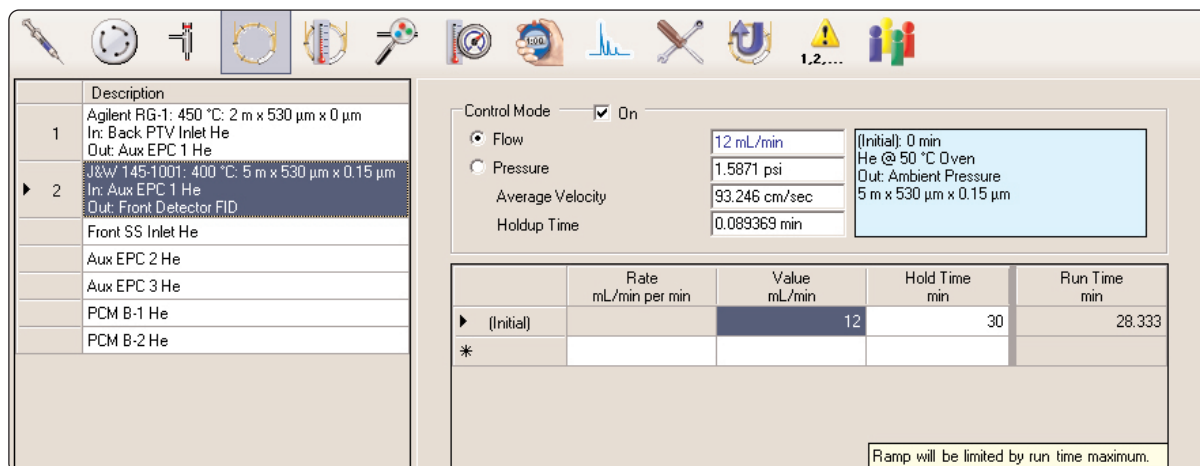 1:00
1,2,...
Description
1
Agilent RG-1: 450 °C: 2 m x 530 µm x 0 µm
In: Back PTV Inlet He
Out: Aux EPC 1 He
2
J&W 145-1001: 400 °C: 5 m x 530 µm x 0.15 µm
In: Aux EPC 1 He
Out: Front Detector FID
Front SS Inlet He
Aux EPC 2 He
Aux EPC 3 He
PCM B-1 He
PCM B-2 He
Control Mode On
Flow 12 mL/min
Pressure 1.5871 psi
Average Velocity 93.246 cm/sec
Holdup Time 0.089369 min
(Initial): 0 min
He @ 50 °C Oven
Out: Ambient Pressure
5 m x 530 µm x 0.15 µm
Rate Value Hold Time Run Time
mL/min per min mL/min min min
(Initial) 12 30 28.333
*
Ramp will be limited by run time maximum.